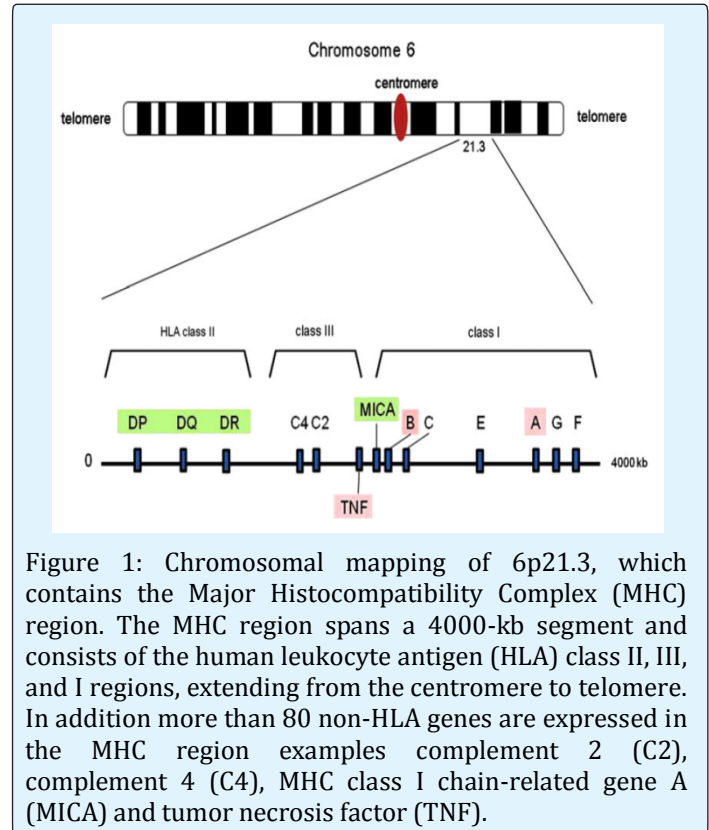 Chromosome 6
centromere
telomere
telomere
21.3
HLA class II
class III
class I
DP DQ DR C4 C2 MICA B C E A G F
0
4000 kb
TNF
Figure 1: Chromosomal mapping of 6p21.3, which
contains the Major Histocompatibility Complex (MHC)
region. The MHC region spans a 4000-kb segment and
consists of the human leukocyte antigen (HLA) class II, III,
and I regions, extending from the centromere to telomere.
In addition more than 80 non-HLA genes are expressed in
the MHC region examples complement 2 (C2),
complement 4 (C4), MHC class I chain-related gene A
(MICA) and tumor necrosis factor (TNF).